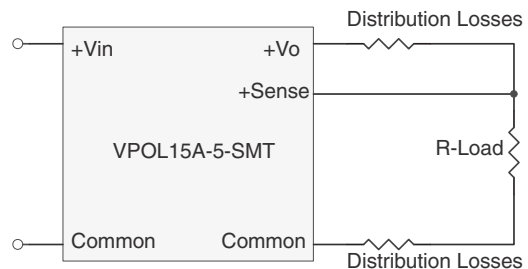 Distribution Losses
+Vin
+Vo
+Sense
VPOL15A-5-SMT
R-Load
Common
Common
Distribution Losses